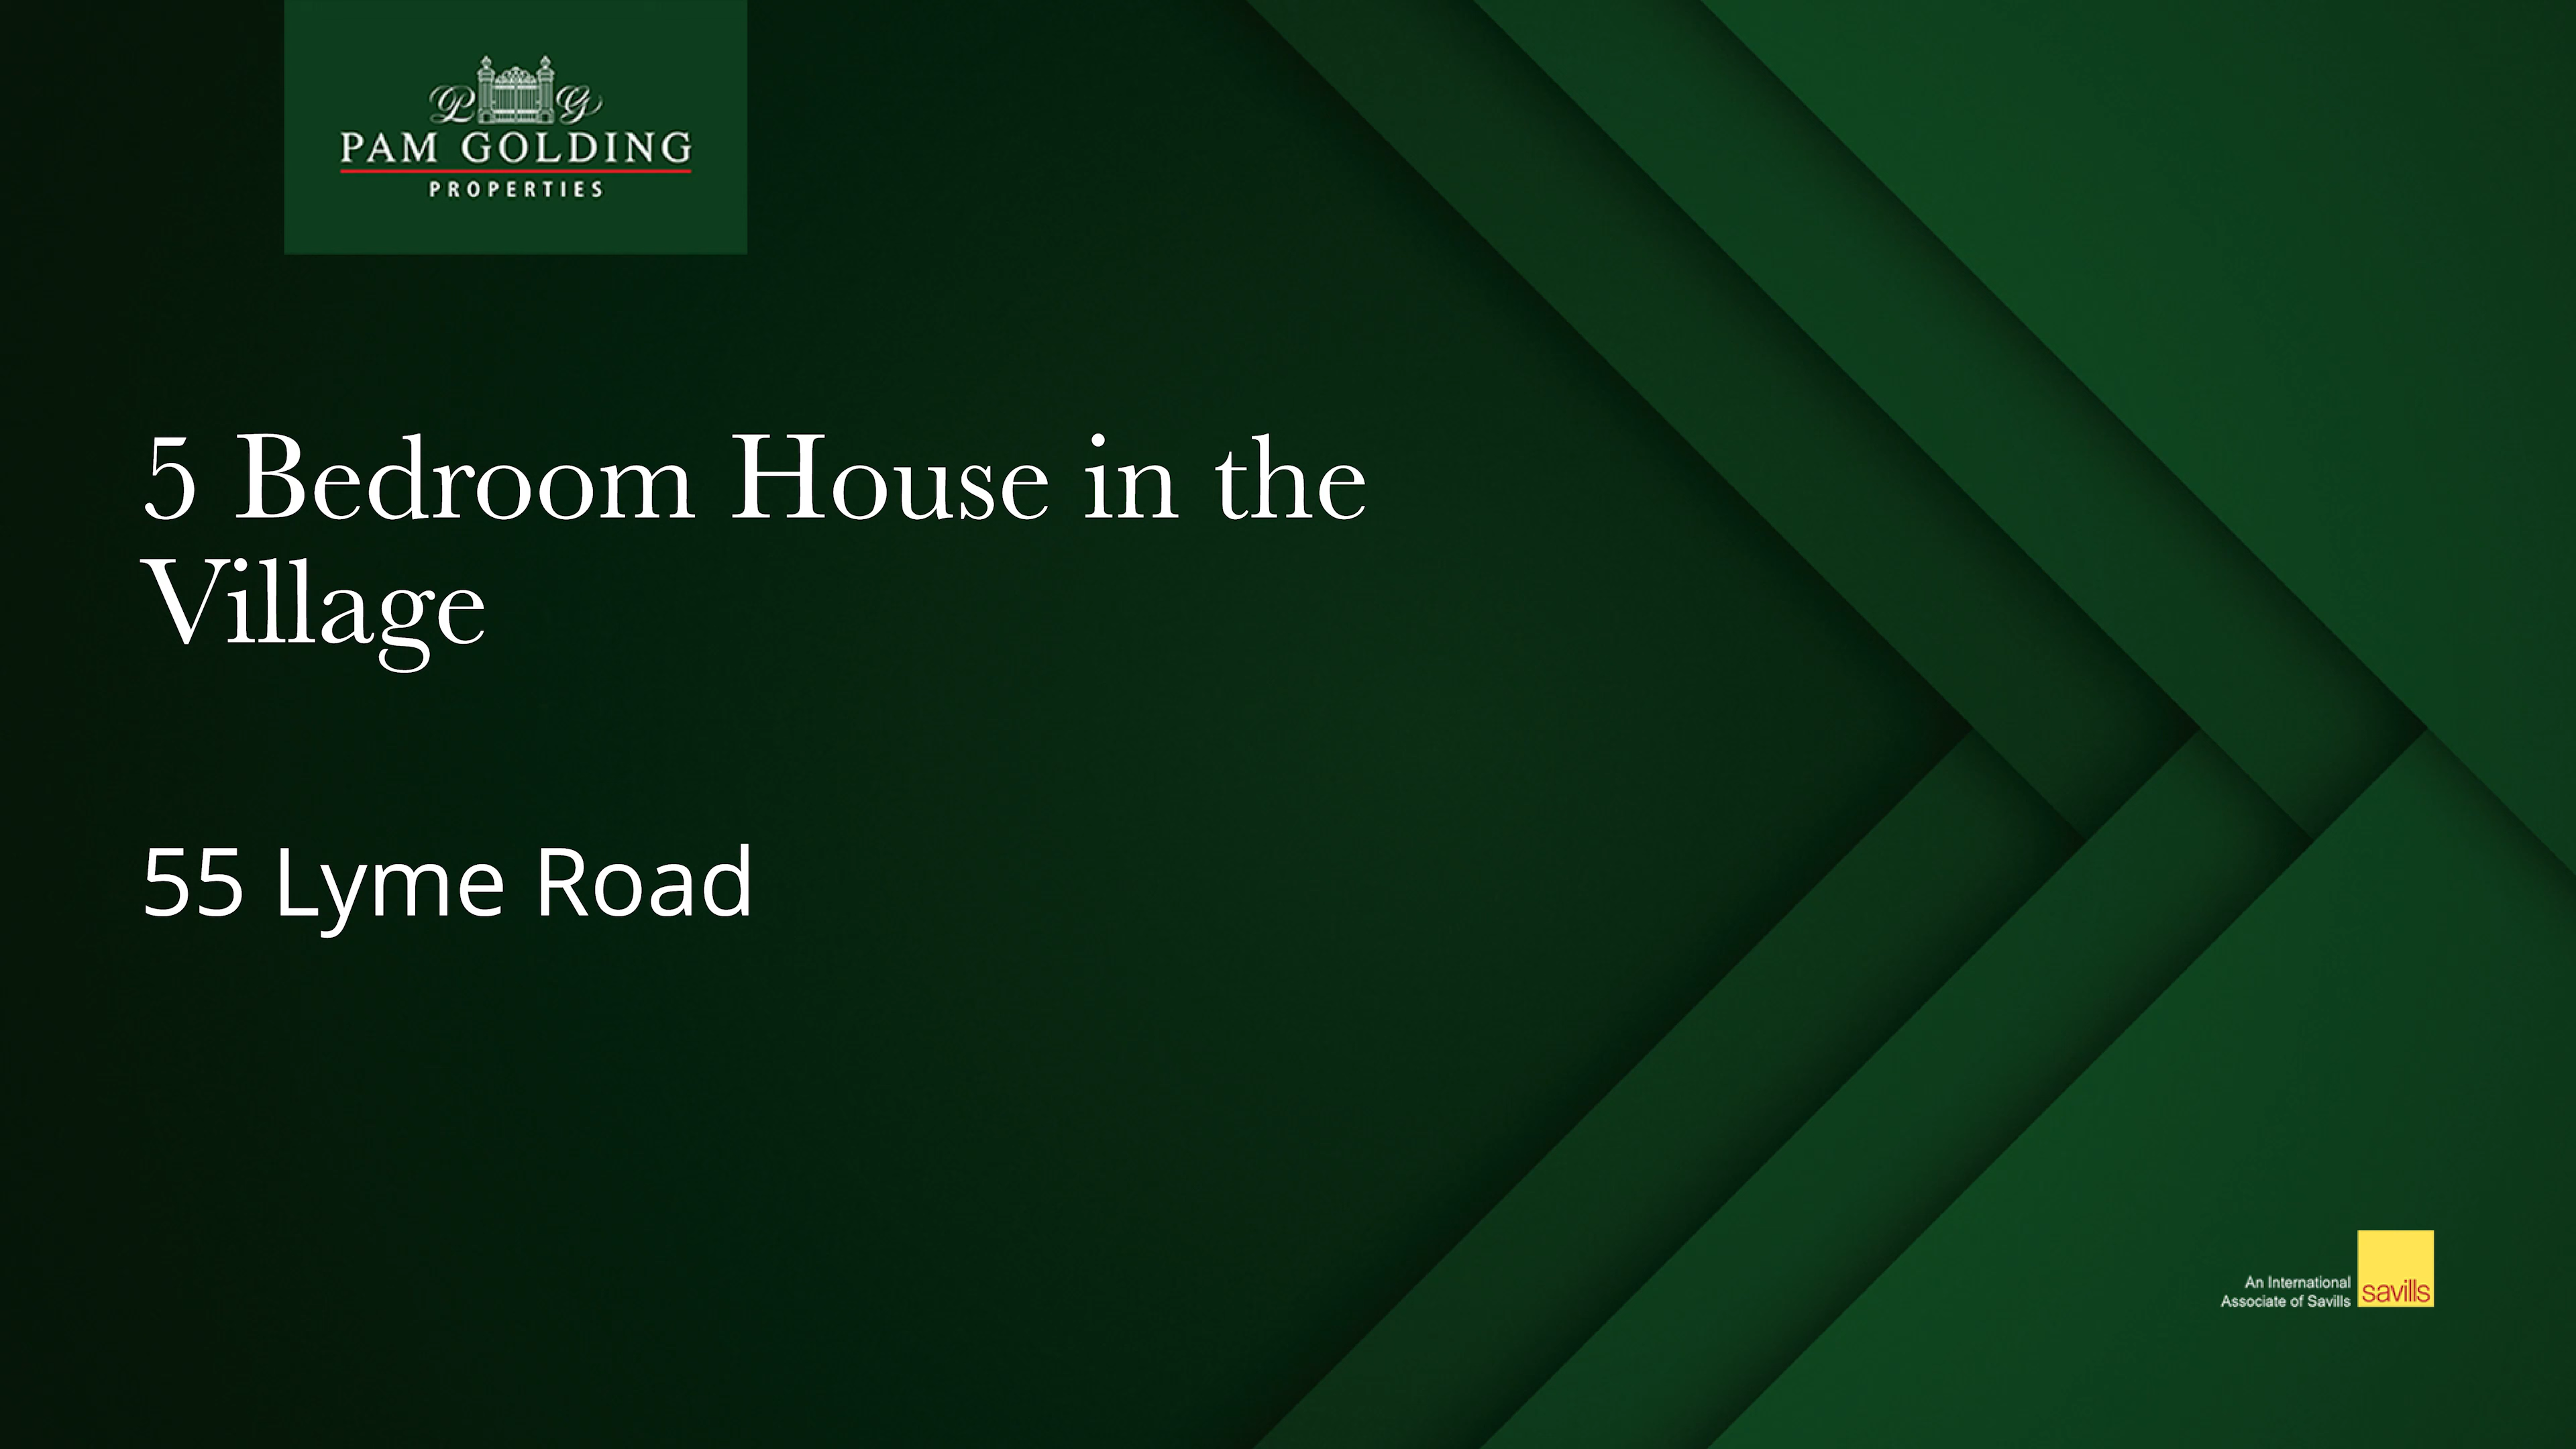 P G
PAM GOLDING
PROPERTIES
5 Bedroom House in the
Village
55 Lyme Road
An International
Associate of Savills
savills